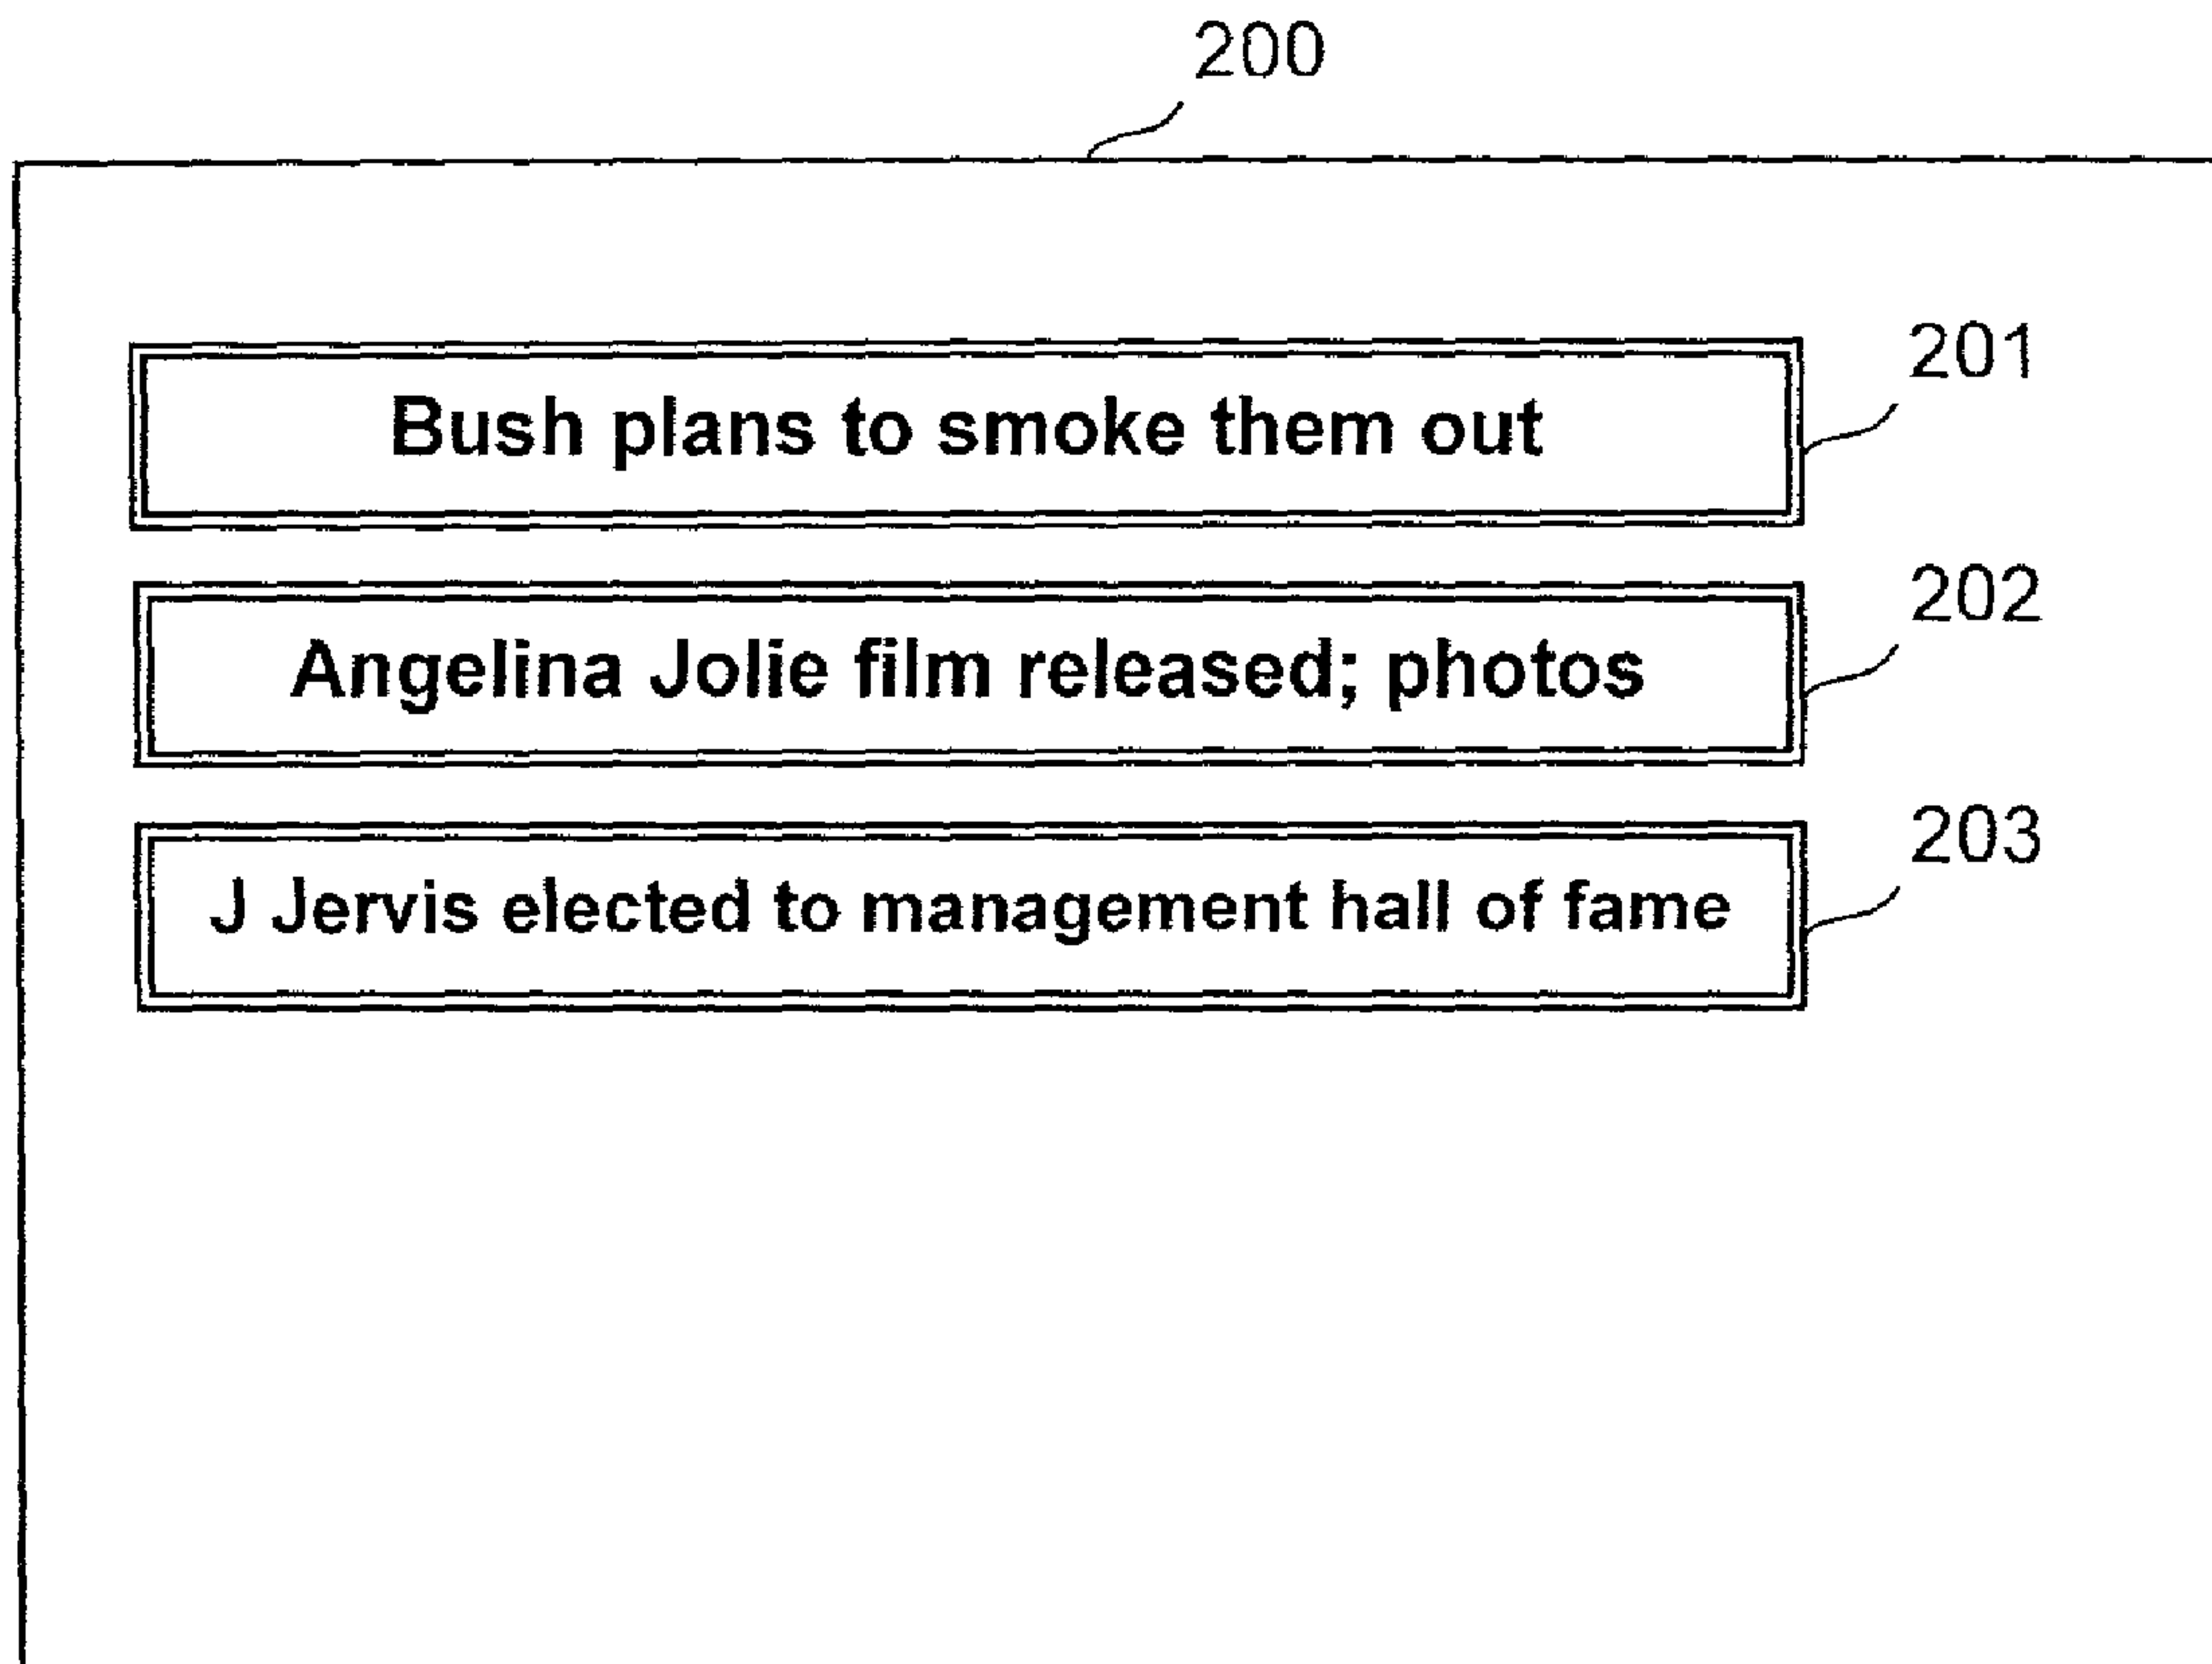 200
201
Bush plans to smoke them out
202
Angelina Jolie film released; photos
203
J Jervis elected to management hall of fame